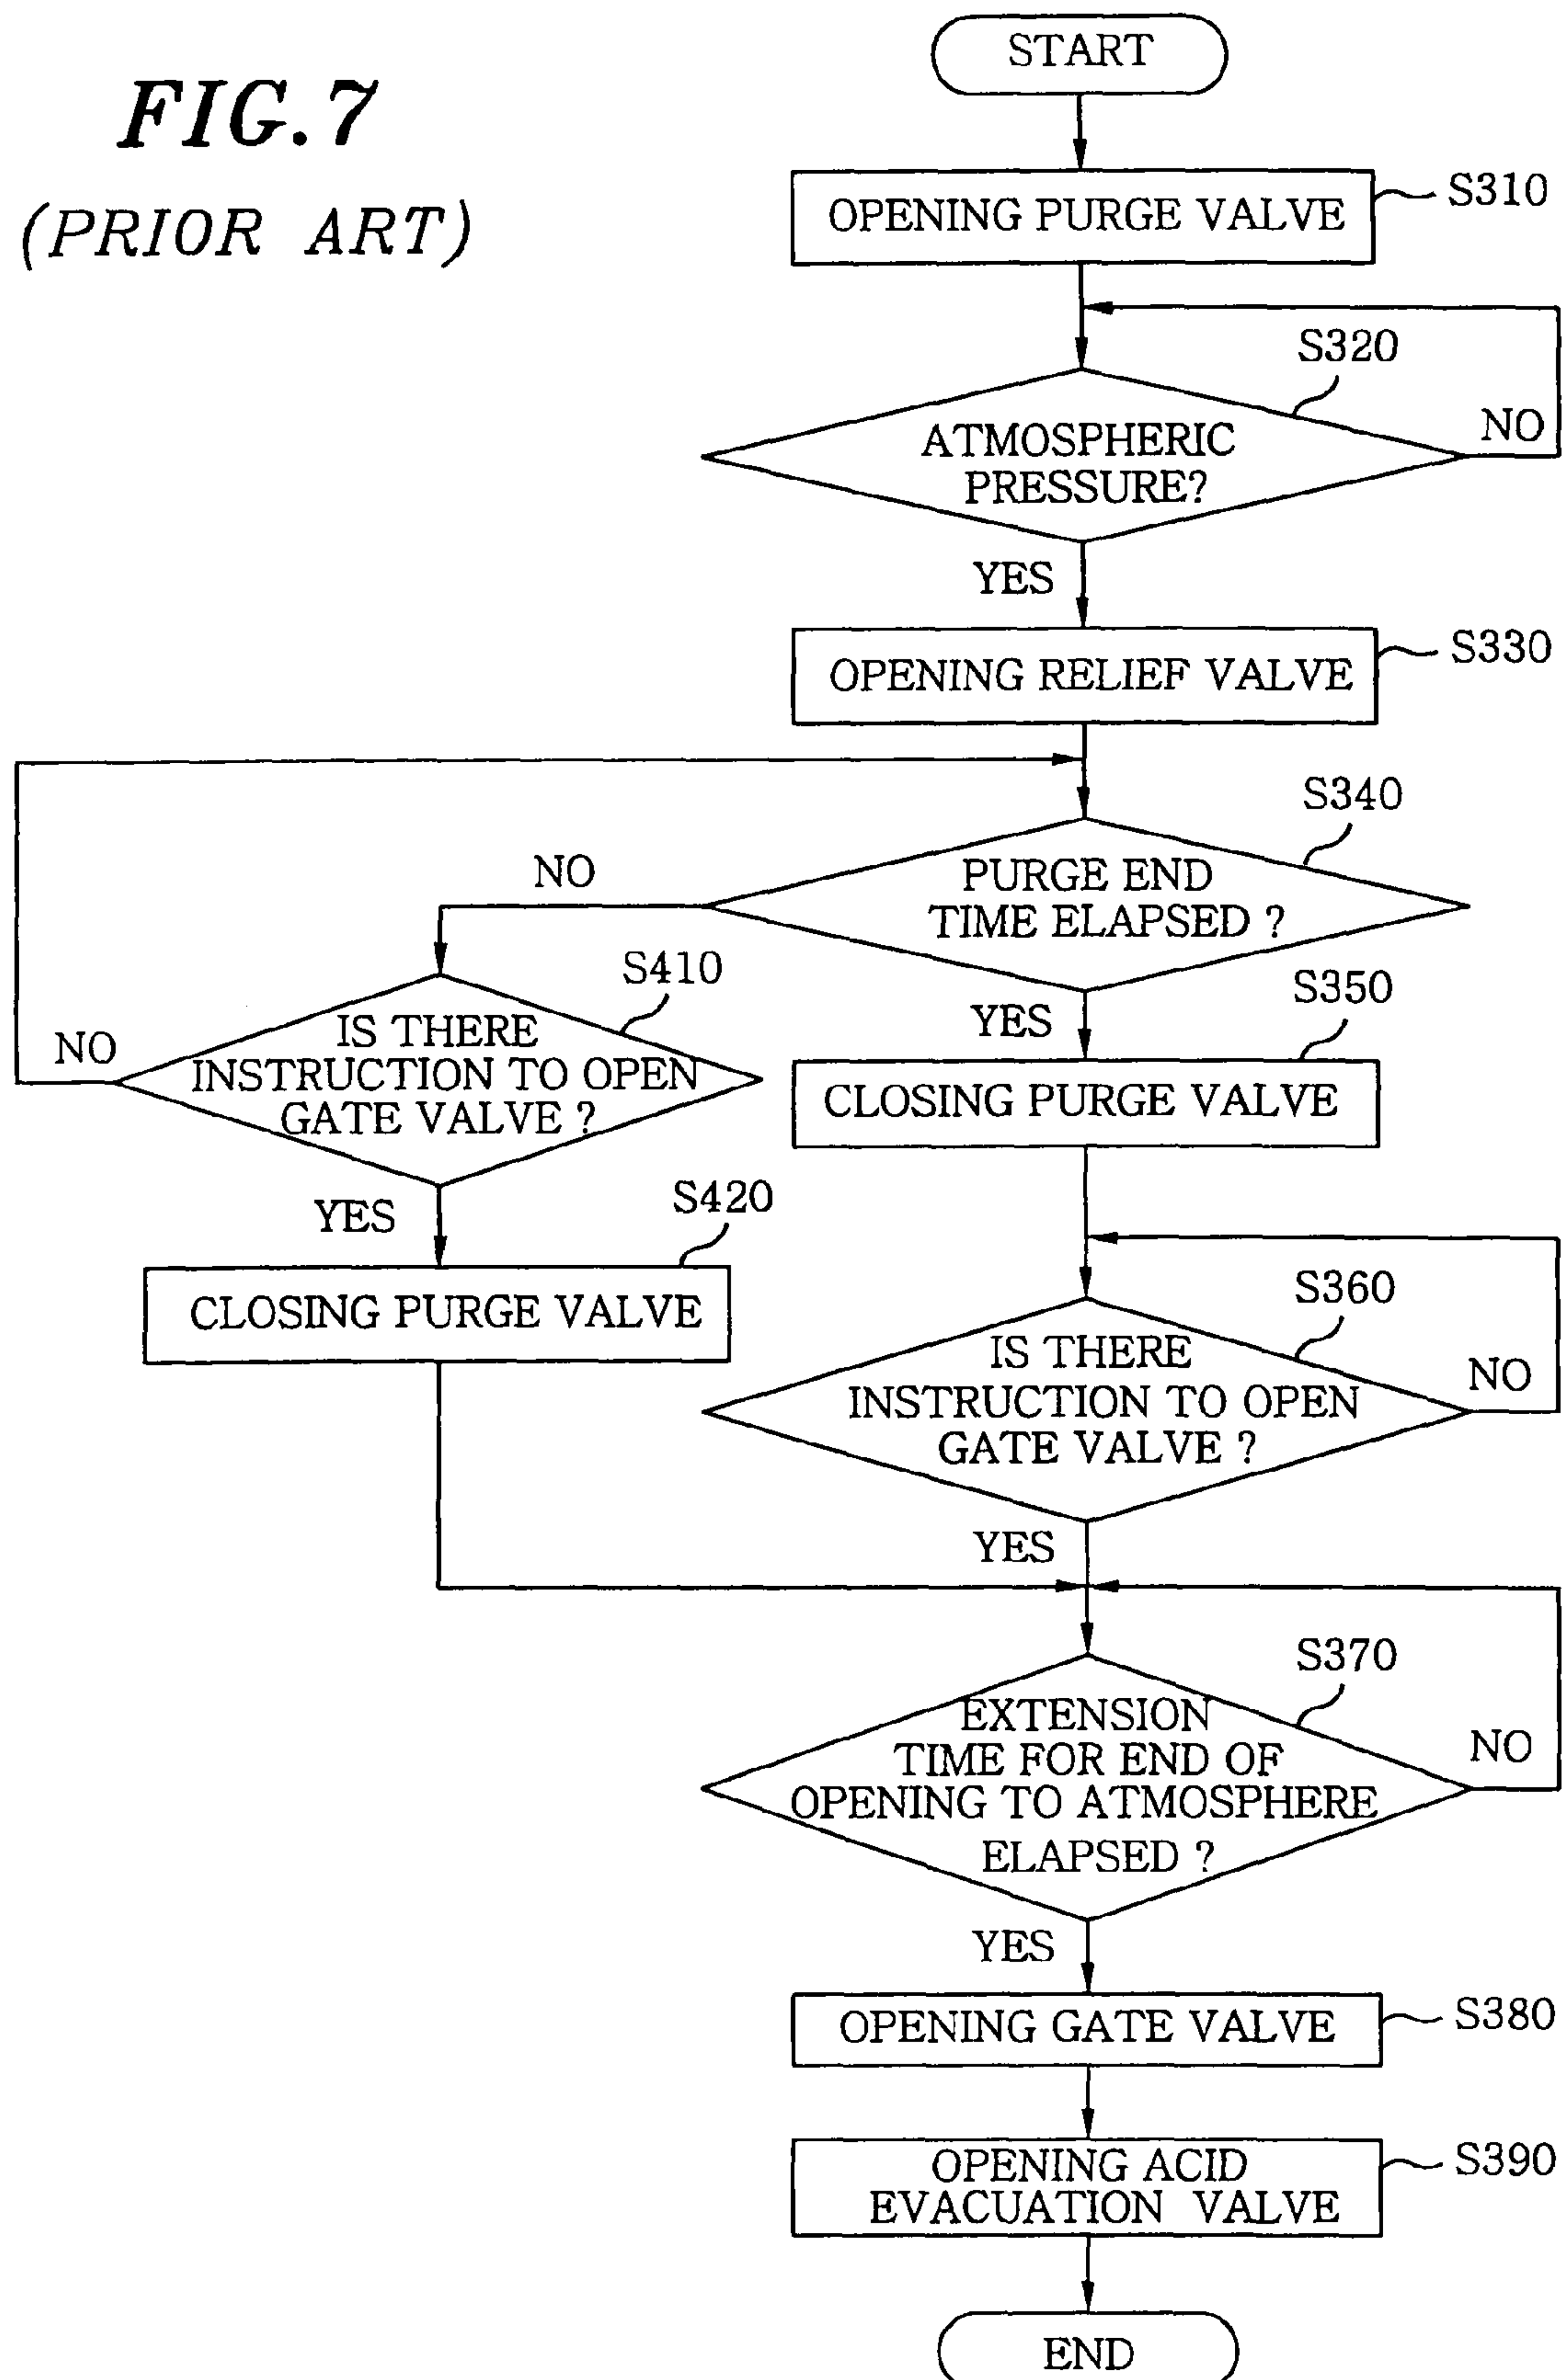 FIG.7
(PRIOR ART)
START
OPENING PURGE VALVE
S310
S320
ATMOSPHERIC
PRESSURE?
NO
YES
OPENING RELIEF VALVE
S330
S340
PURGE END
TIME ELAPSED ?
NO
YES
S410
IS THERE
INSTRUCTION TO OPEN
GATE VALVE ?
NO
YES
S350
CLOSING PURGE VALVE
S420
CLOSING PURGE VALVE
S360
IS THERE
INSTRUCTION TO OPEN
GATE VALVE ?
NO
YES
S370
EXTENSION
TIME FOR END OF
OPENING TO ATMOSPHERE
ELAPSED ?
NO
YES
OPENING GATE VALVE
S380
OPENING ACID
EVACUATION VALVE
S390
END